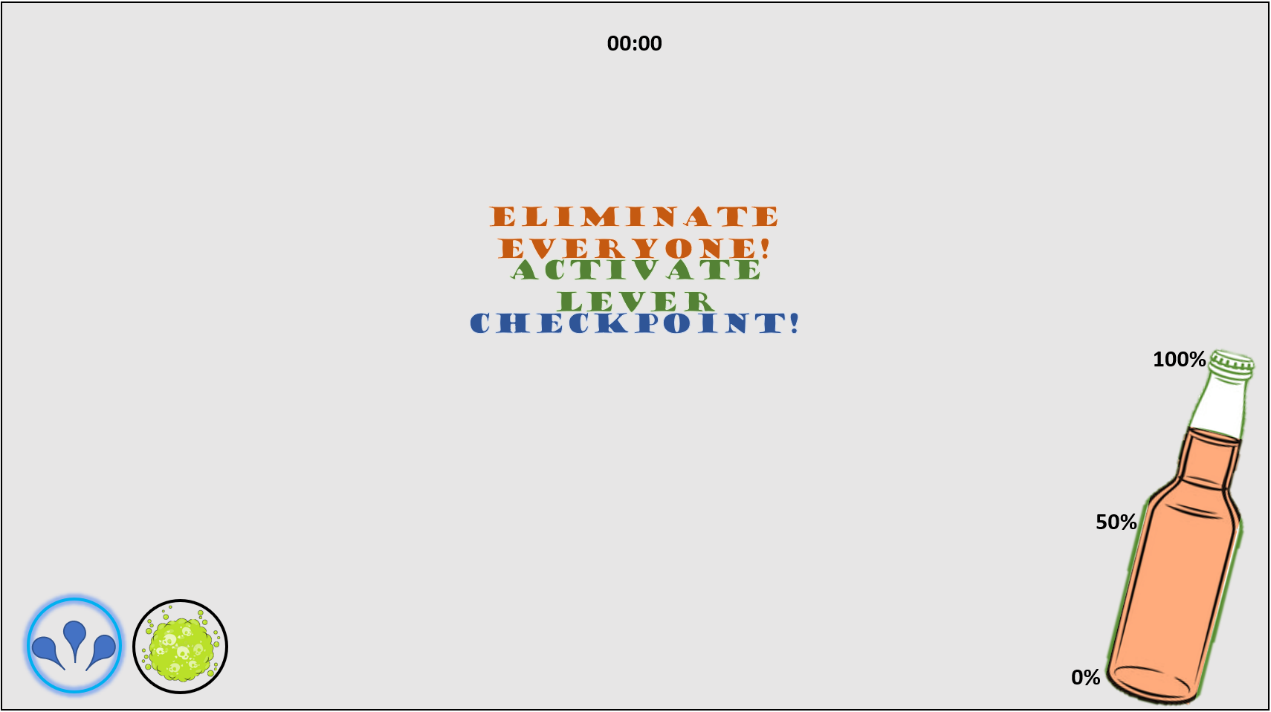 00:00
ELIMINATE
EVERYONE!
ACTIVATE
LEVER
CHECKPOINT!
100%
50%
0%